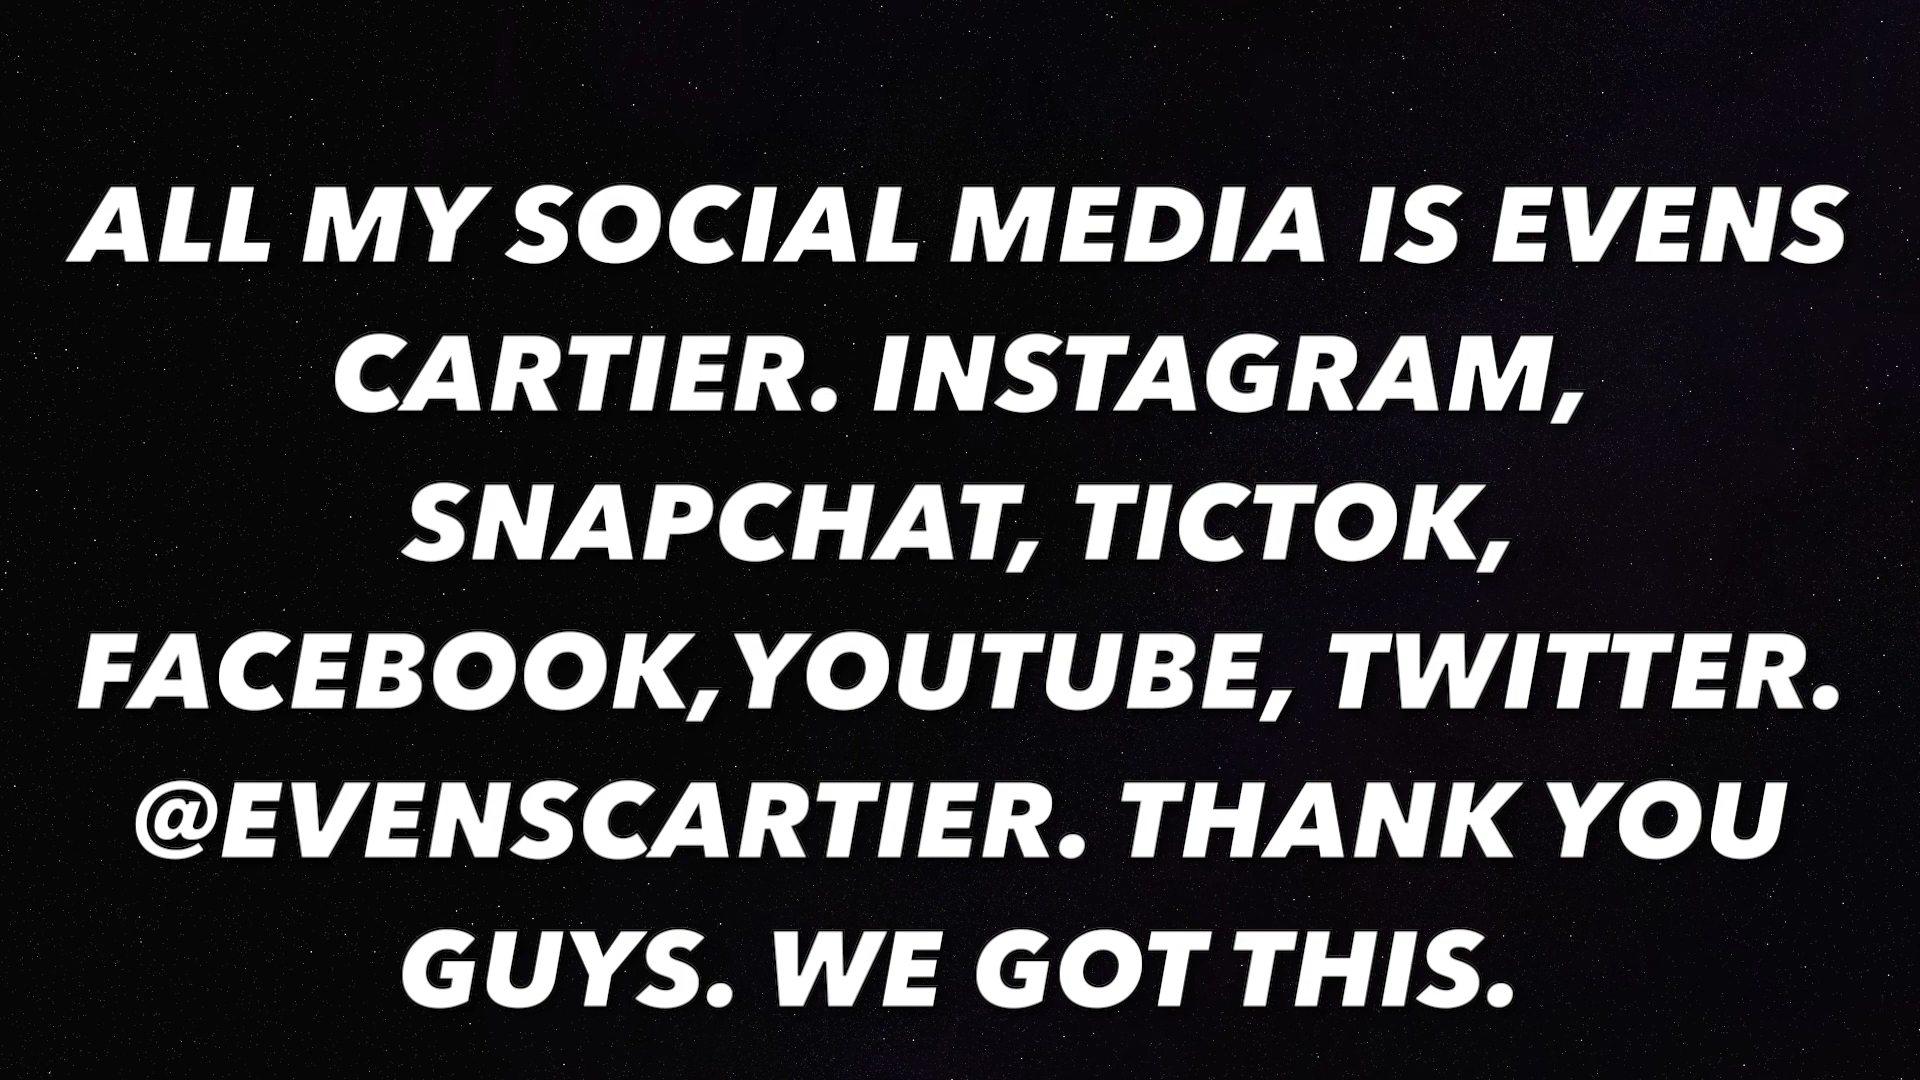 ALL MY SOCIAL MEDIA IS EVENS
CARTIER. INSTAGRAM,
SNAPCHAT, TICTOK,
FACEBOOK,YOUTUBE, TWITTER.
@EVENSCARTIER. THANK YOU
GUYS. WE GOT THIS.